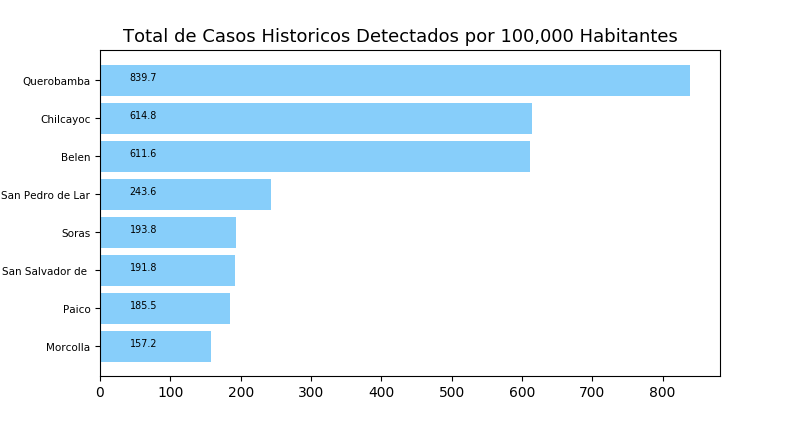 Total de Casos Historicos Detectados por 100,000 Habitantes
Querobamba 839.7
Chilcayoc 614.8
Belen 611.6
San Pedro de Lar 243.6
Soras 193.8
San Salvador de 191.8
Paico 185.5
Morcolla 157.2
0 100 200 300 400 500 600 700 800